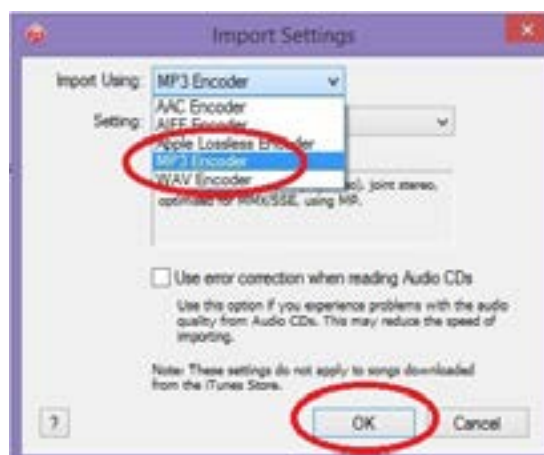 Import Settings
Import Using: MP3 Encoder
AAC Encoder
AIFF Encoder
Setting:
Apple Lossless Encoder
MP3 Encoder
WAV Encoder
joint stereo,
optimized for MMX/SSE, using MP.
Use error correction when reading Audio CDs
Use this option if you experience problems with the audio
quality from Audio CDs. This may reduce the speed of
importing.
Note: These settings do not apply to songs downloaded
from the iTunes Store.
?
OK
Cancel